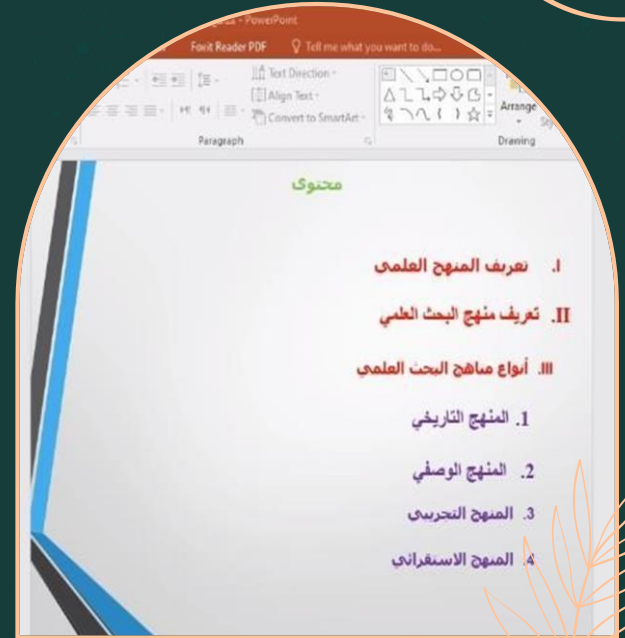 PowerPoint
Foxit Reader PDF Tell me what you want to do...
Text Direction
Align Text
Convert to SmartArt
Arrange
Paragraph
Drawing
محتوى
I. تعريف المنهج العلمي
II. تعريف منهج البحث العلمي
III. أنواع مناهج البحث العلمي
1. المنهج التاريخي
2. المنهج الوصفي
3. المنهج التجريبي
4. المنهج الاستقرائي